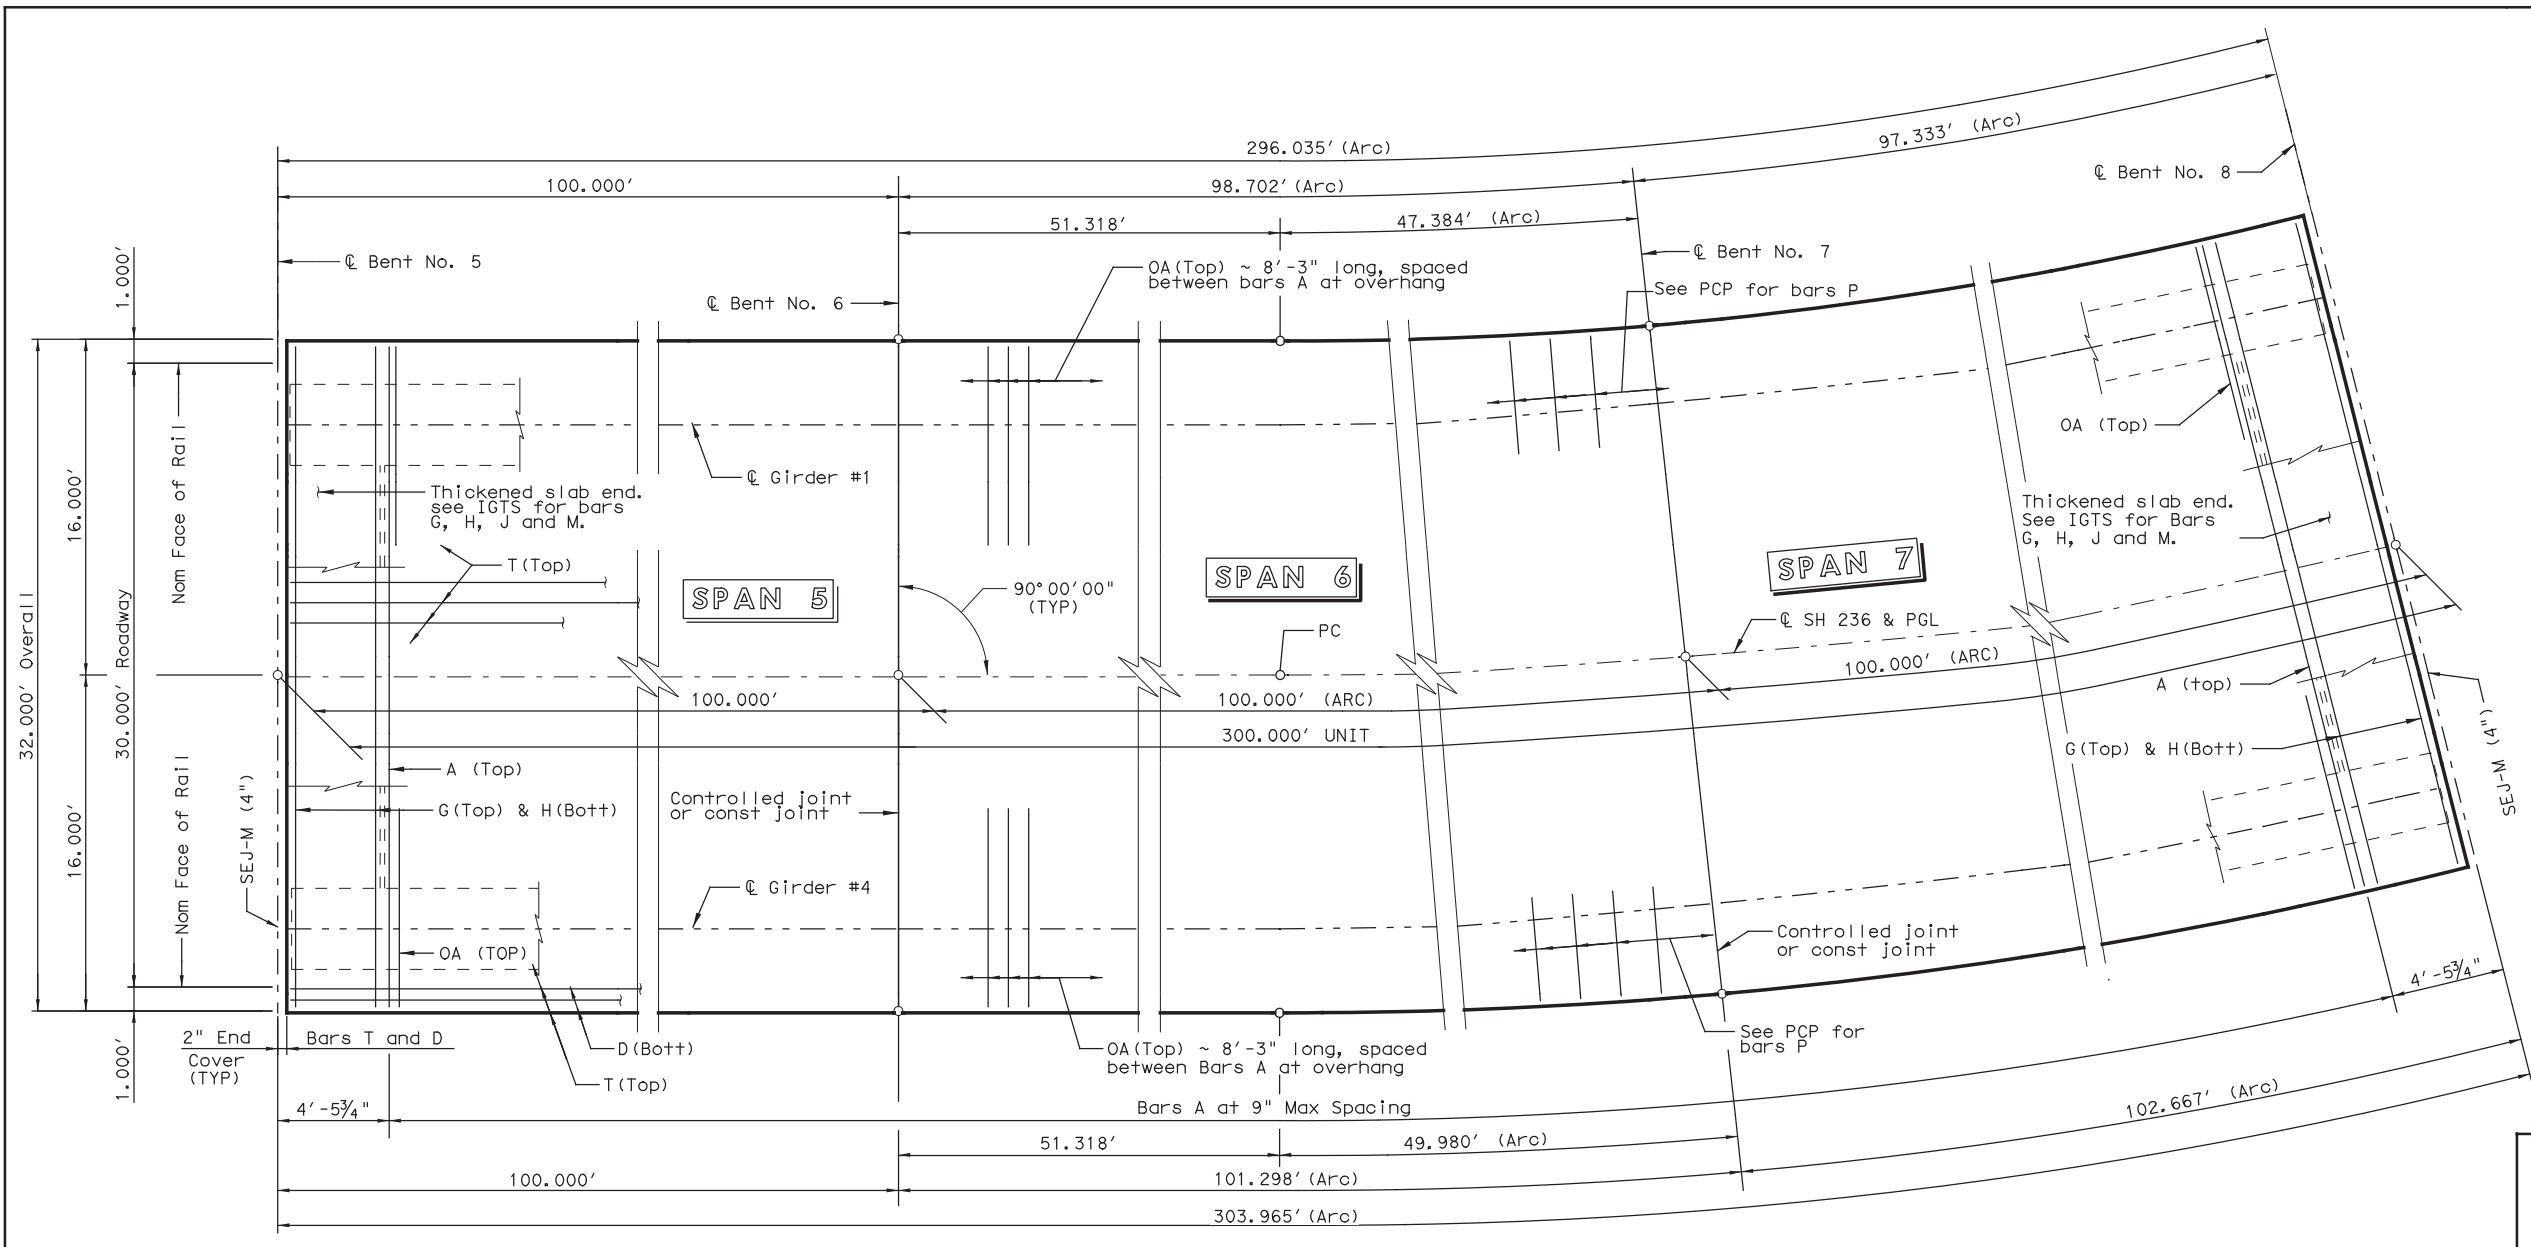 296.035' (Arc)
97.333' (Arc)
100.000'
98.702' (Arc)
51.318'
47.384' (Arc)
℄ Bent No. 8
℄ Bent No. 5
℄ Bent No. 6
℄ Bent No. 7
OA(Top) ~ 8'-3" long, spaced
between bars A at overhang
See PCP for bars P
1.000'
16.000'
32.000' Overall
30.000' Roadway
16.000'
1.000'
Nom Face of Rail
Nom Face of Rail
SEJ-M (4")
℄ Girder #1
Thickened slab end.
see IGTS for bars
G, H, J and M.
T(Top)
SPAN 5
90°00'00"
(TYP)
SPAN 6
PC
SPAN 7
℄ SH 236 & PGL
OA (Top)
Thickened slab end.
See IGTS for Bars
G, H, J and M.
100.000'
100.000' (ARC)
100.000' (ARC)
300.000' UNIT
A (top)
G(Top) & H(Bott)
SEJ-M (4")
A (Top)
G(Top) & H(Bott)
Controlled joint
or const joint
℄ Girder #4
OA (TOP)
Controlled joint
or const joint
4'-5¾"
2" End
Cover
(TYP)
Bars T and D
D(Bott)
T(Top)
OA(Top) ~ 8'-3" long, spaced
between Bars A at overhang
See PCP for
bars P
4'-5¾"
Bars A at 9" Max Spacing
102.667' (Arc)
51.318'
49.980' (Arc)
100.000'
101.298' (Arc)
303.965' (Arc)